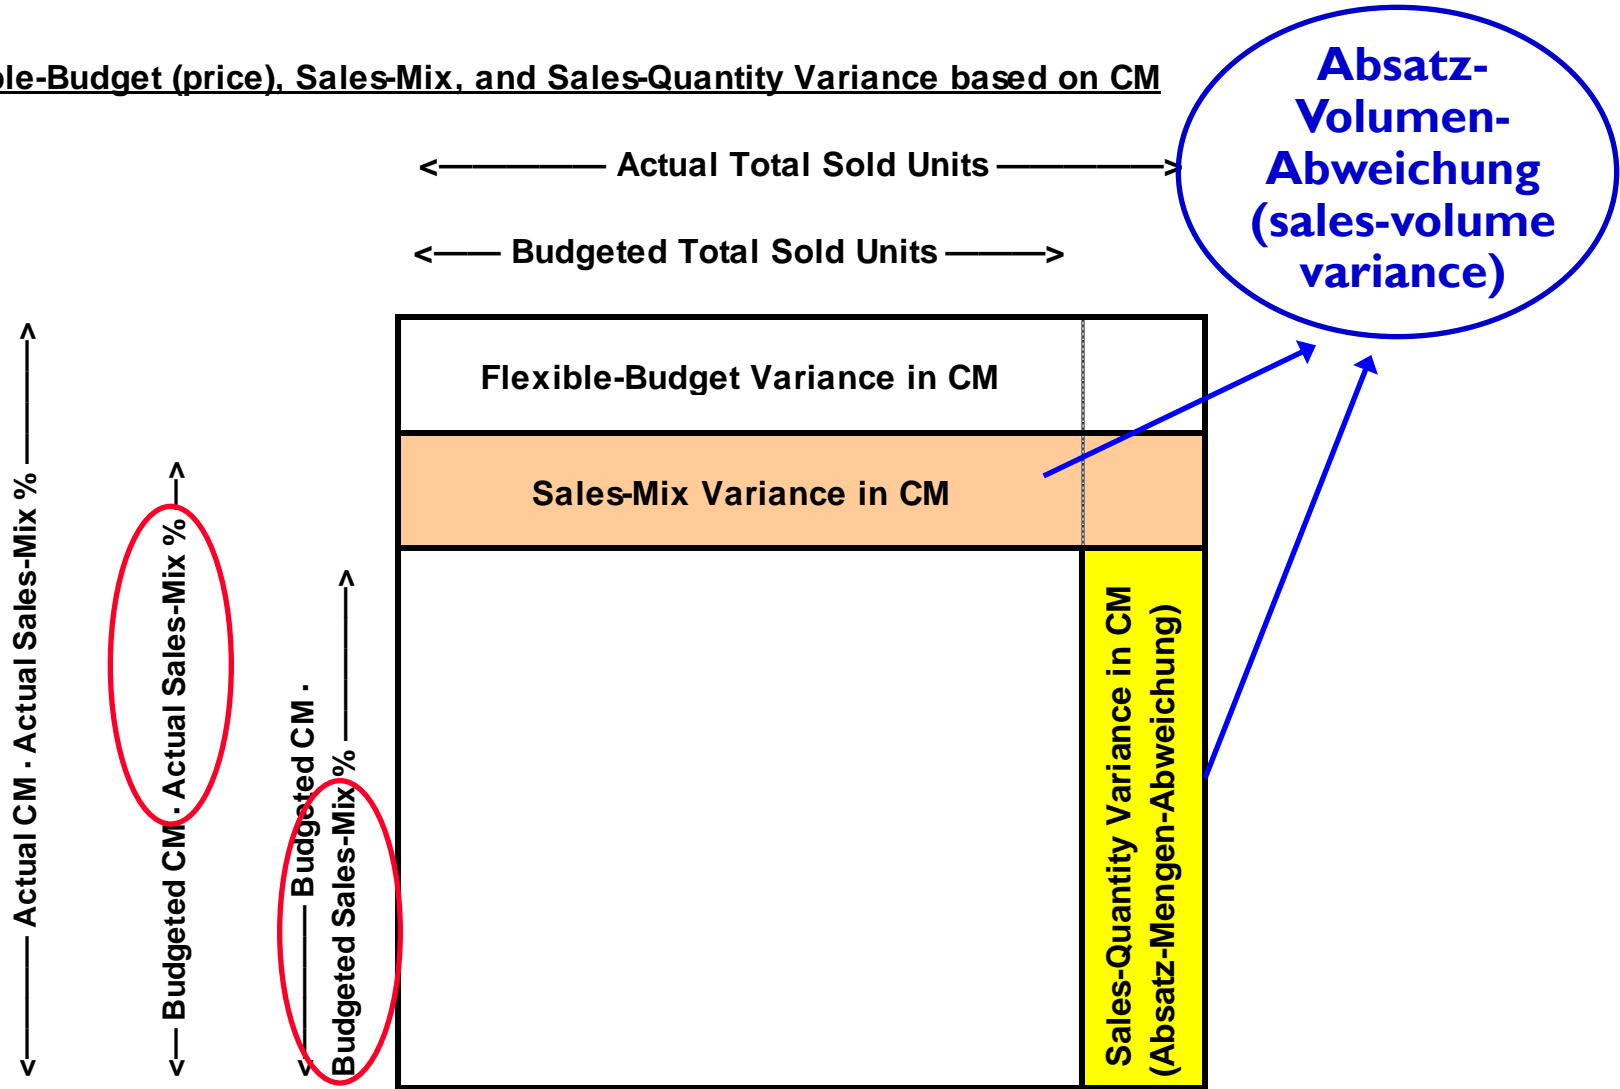 ple-Budget (price), Sales-Mix, and Sales-Quantity Variance based on CM
Absatz-
Volumen-
Abweichung
(sales-volume
variance)
<———— Actual Total Sold Units ————>
<—— Budgeted Total Sold Units ——>
Flexible-Budget Variance in CM
Sales-Mix Variance in CM
<———— Actual CM · Actual Sales-Mix % ————>
<—— Budgeted CM · Actual Sales-Mix % —>
<———— Budgeted CM ·
Budgeted Sales-Mix% ————>
Sales-Quantity Variance in CM
(Absatz-Mengen-Abweichung)